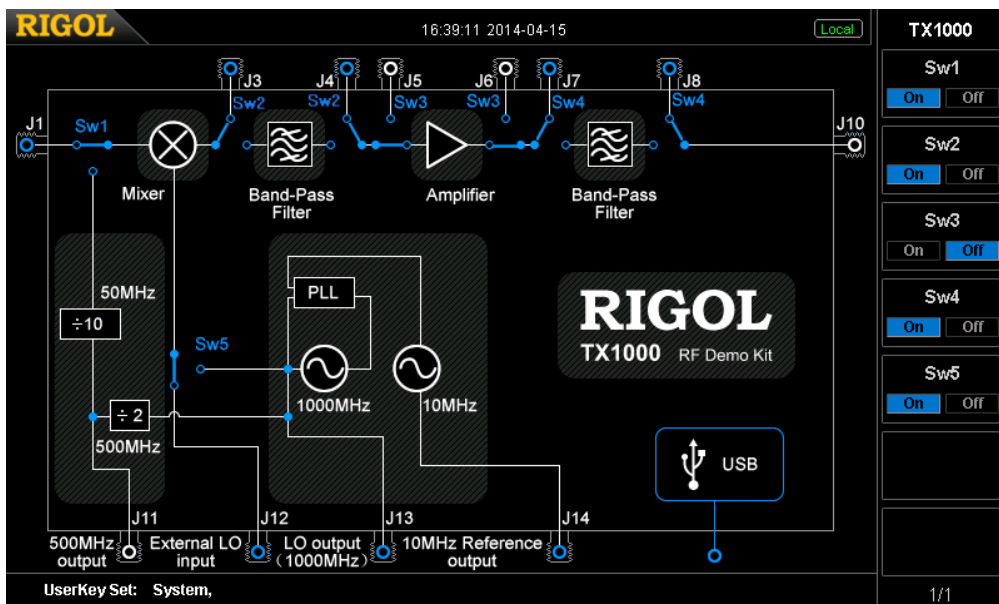 RIGOL
16:39:11 2014-04-15
Local
TX1000
Sw1
On Off
Sw2
On Off
Sw3
On Off
Sw4
On Off
Sw5
On Off
1/1
J3
J4
J5
J6
J7
J8
Sw2
Sw2
Sw3
Sw3
Sw4
Sw4
J1
Sw1
J10
Mixer
Band-Pass
Filter
Amplifier
Band-Pass
Filter
50MHz
÷10
PLL
Sw5
1000MHz
10MHz
÷ 2
500MHz
RIGOL
TX1000 RF Demo Kit
USB
J11
J12
J13
J14
500MHz
output
External LO
input
LO output
(1000MHz)
10MHz Reference
output
UserKey Set: System,